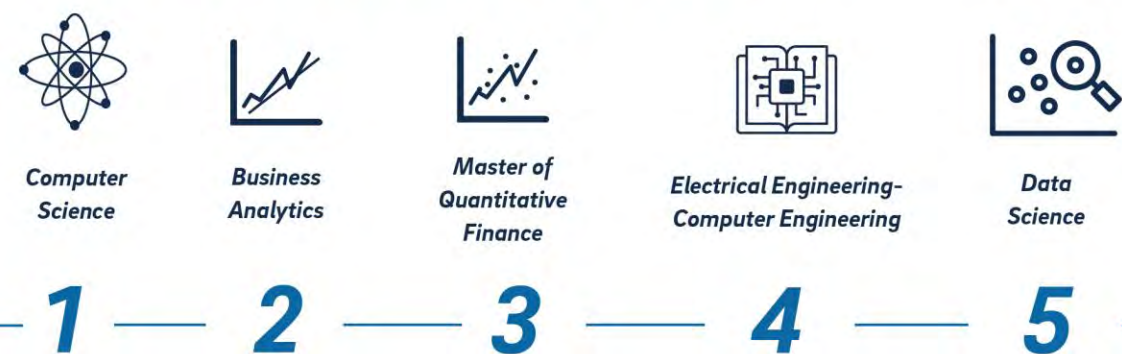 Computer
Science
Business
Analytics
Master of
Quantitative
Finance
Electrical Engineering-
Computer Engineering
Data
Science
1
2
3
4
5